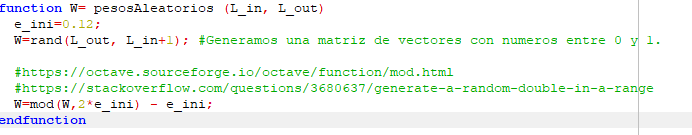 function W= pesosAleatorios (L_in, L_out)
e_ini=0.12;
W=rand(L_out, L_in+1); #Generamos una matriz de vectores con numeros entre 0 y 1.
#https://octave.sourceforge.io/octave/function/mod.html
#https://stackoverflow.com/questions/3680637/generate-a-random-double-in-a-range
W=mod(W,2*e_ini) - e_ini;
endfunction